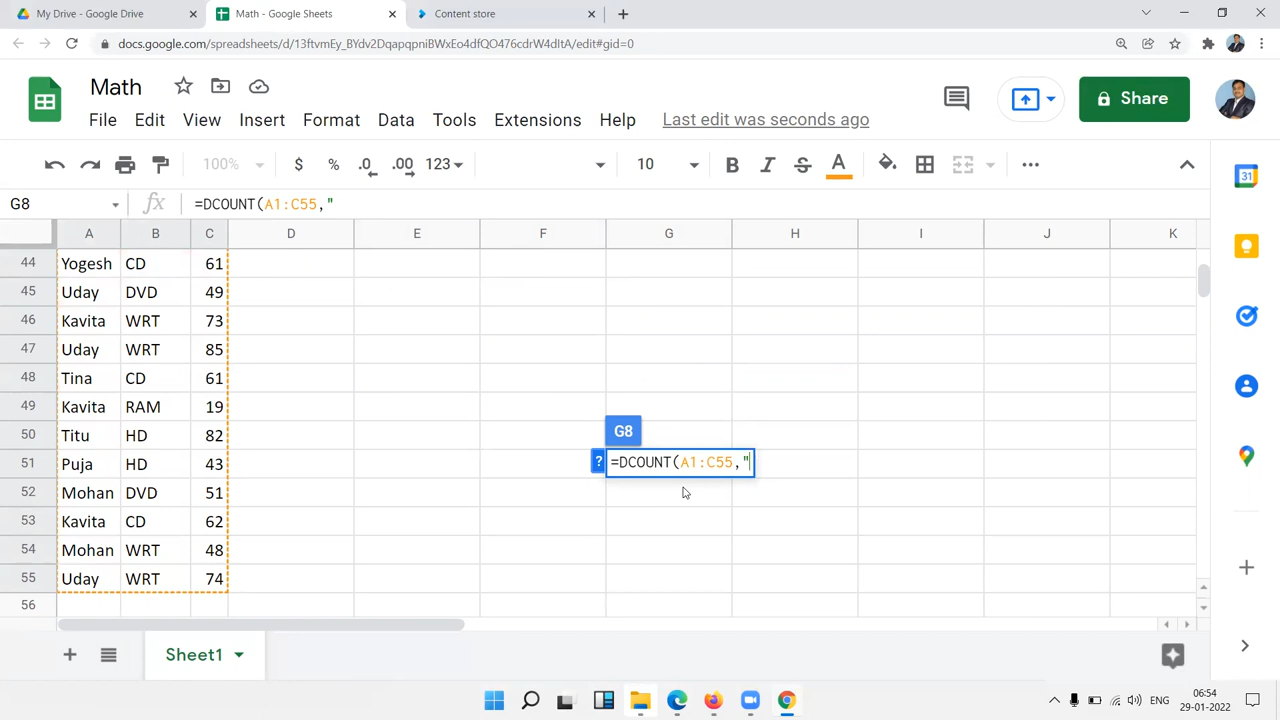 My Drive - Google Drive
Math - Google Sheets
Content store
docs.google.com/spreadsheets/d/13ftvmEy_BYdv2DqapqpniBWxEo4dfQO476cdrW4dItA/edit#gid=0
Math
File Edit View Insert Format Data Tools Extensions Help Last edit was seconds ago
Share
100% $ % .0 .00 123 10 B I S A
G8 fx =DCOUNT(A1:C55,"
A B C D E F G H I J K
44 Yogesh CD 61
45 Uday DVD 49
46 Kavita WRT 73
47 Uday WRT 85
48 Tina CD 61
49 Kavita RAM 19
50 Titu HD 82
G8
51 Puja HD 43
? =DCOUNT(A1:C55,"
52 Mohan DVD 51
53 Kavita CD 62
54 Mohan WRT 48
55 Uday WRT 74
56
Sheet1
31
ENG
06:54
29-01-2022